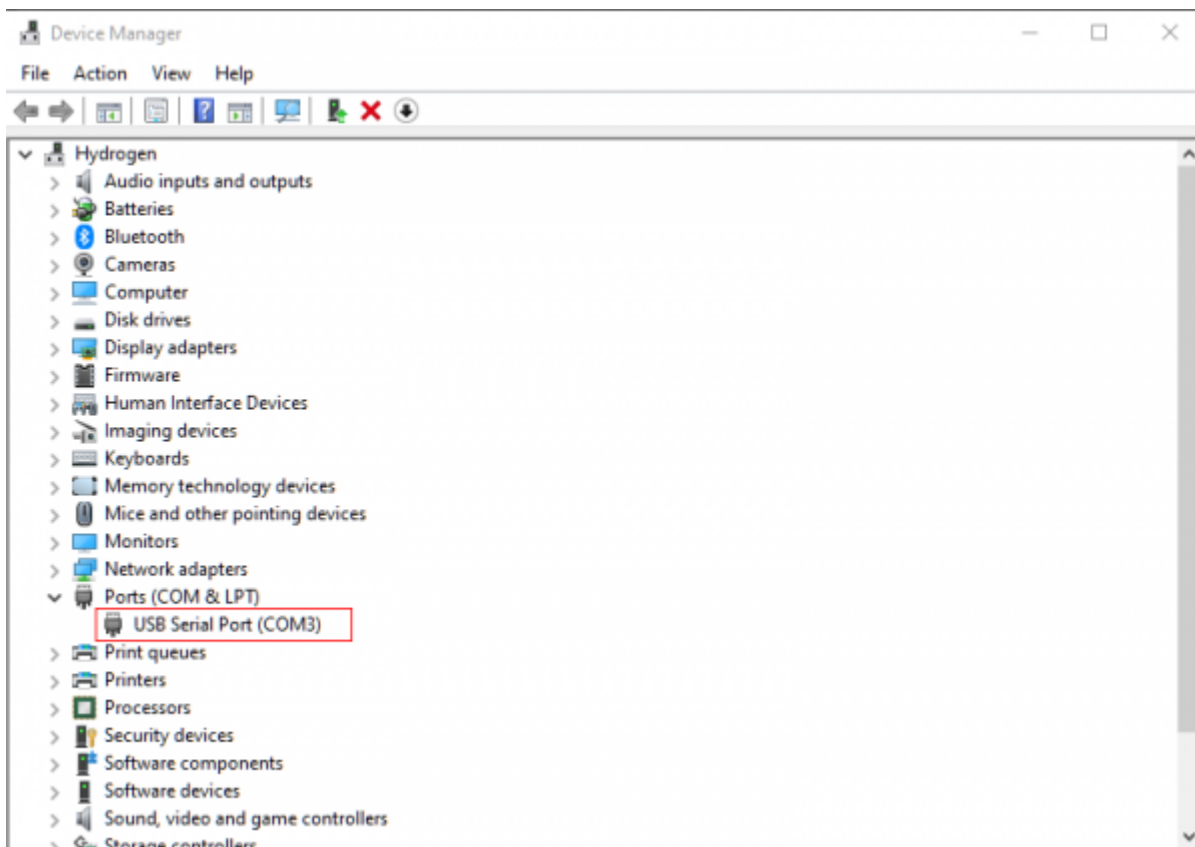 Device Manager
File Action View Help
Hydrogen
Audio inputs and outputs
Batteries
Bluetooth
Cameras
Computer
Disk drives
Display adapters
Firmware
Human Interface Devices
Imaging devices
Keyboards
Memory technology devices
Mice and other pointing devices
Monitors
Network adapters
Ports (COM & LPT)
USB Serial Port (COM3)
Print queues
Printers
Processors
Security devices
Software components
Software devices
Sound, video and game controllers
Storage controllers